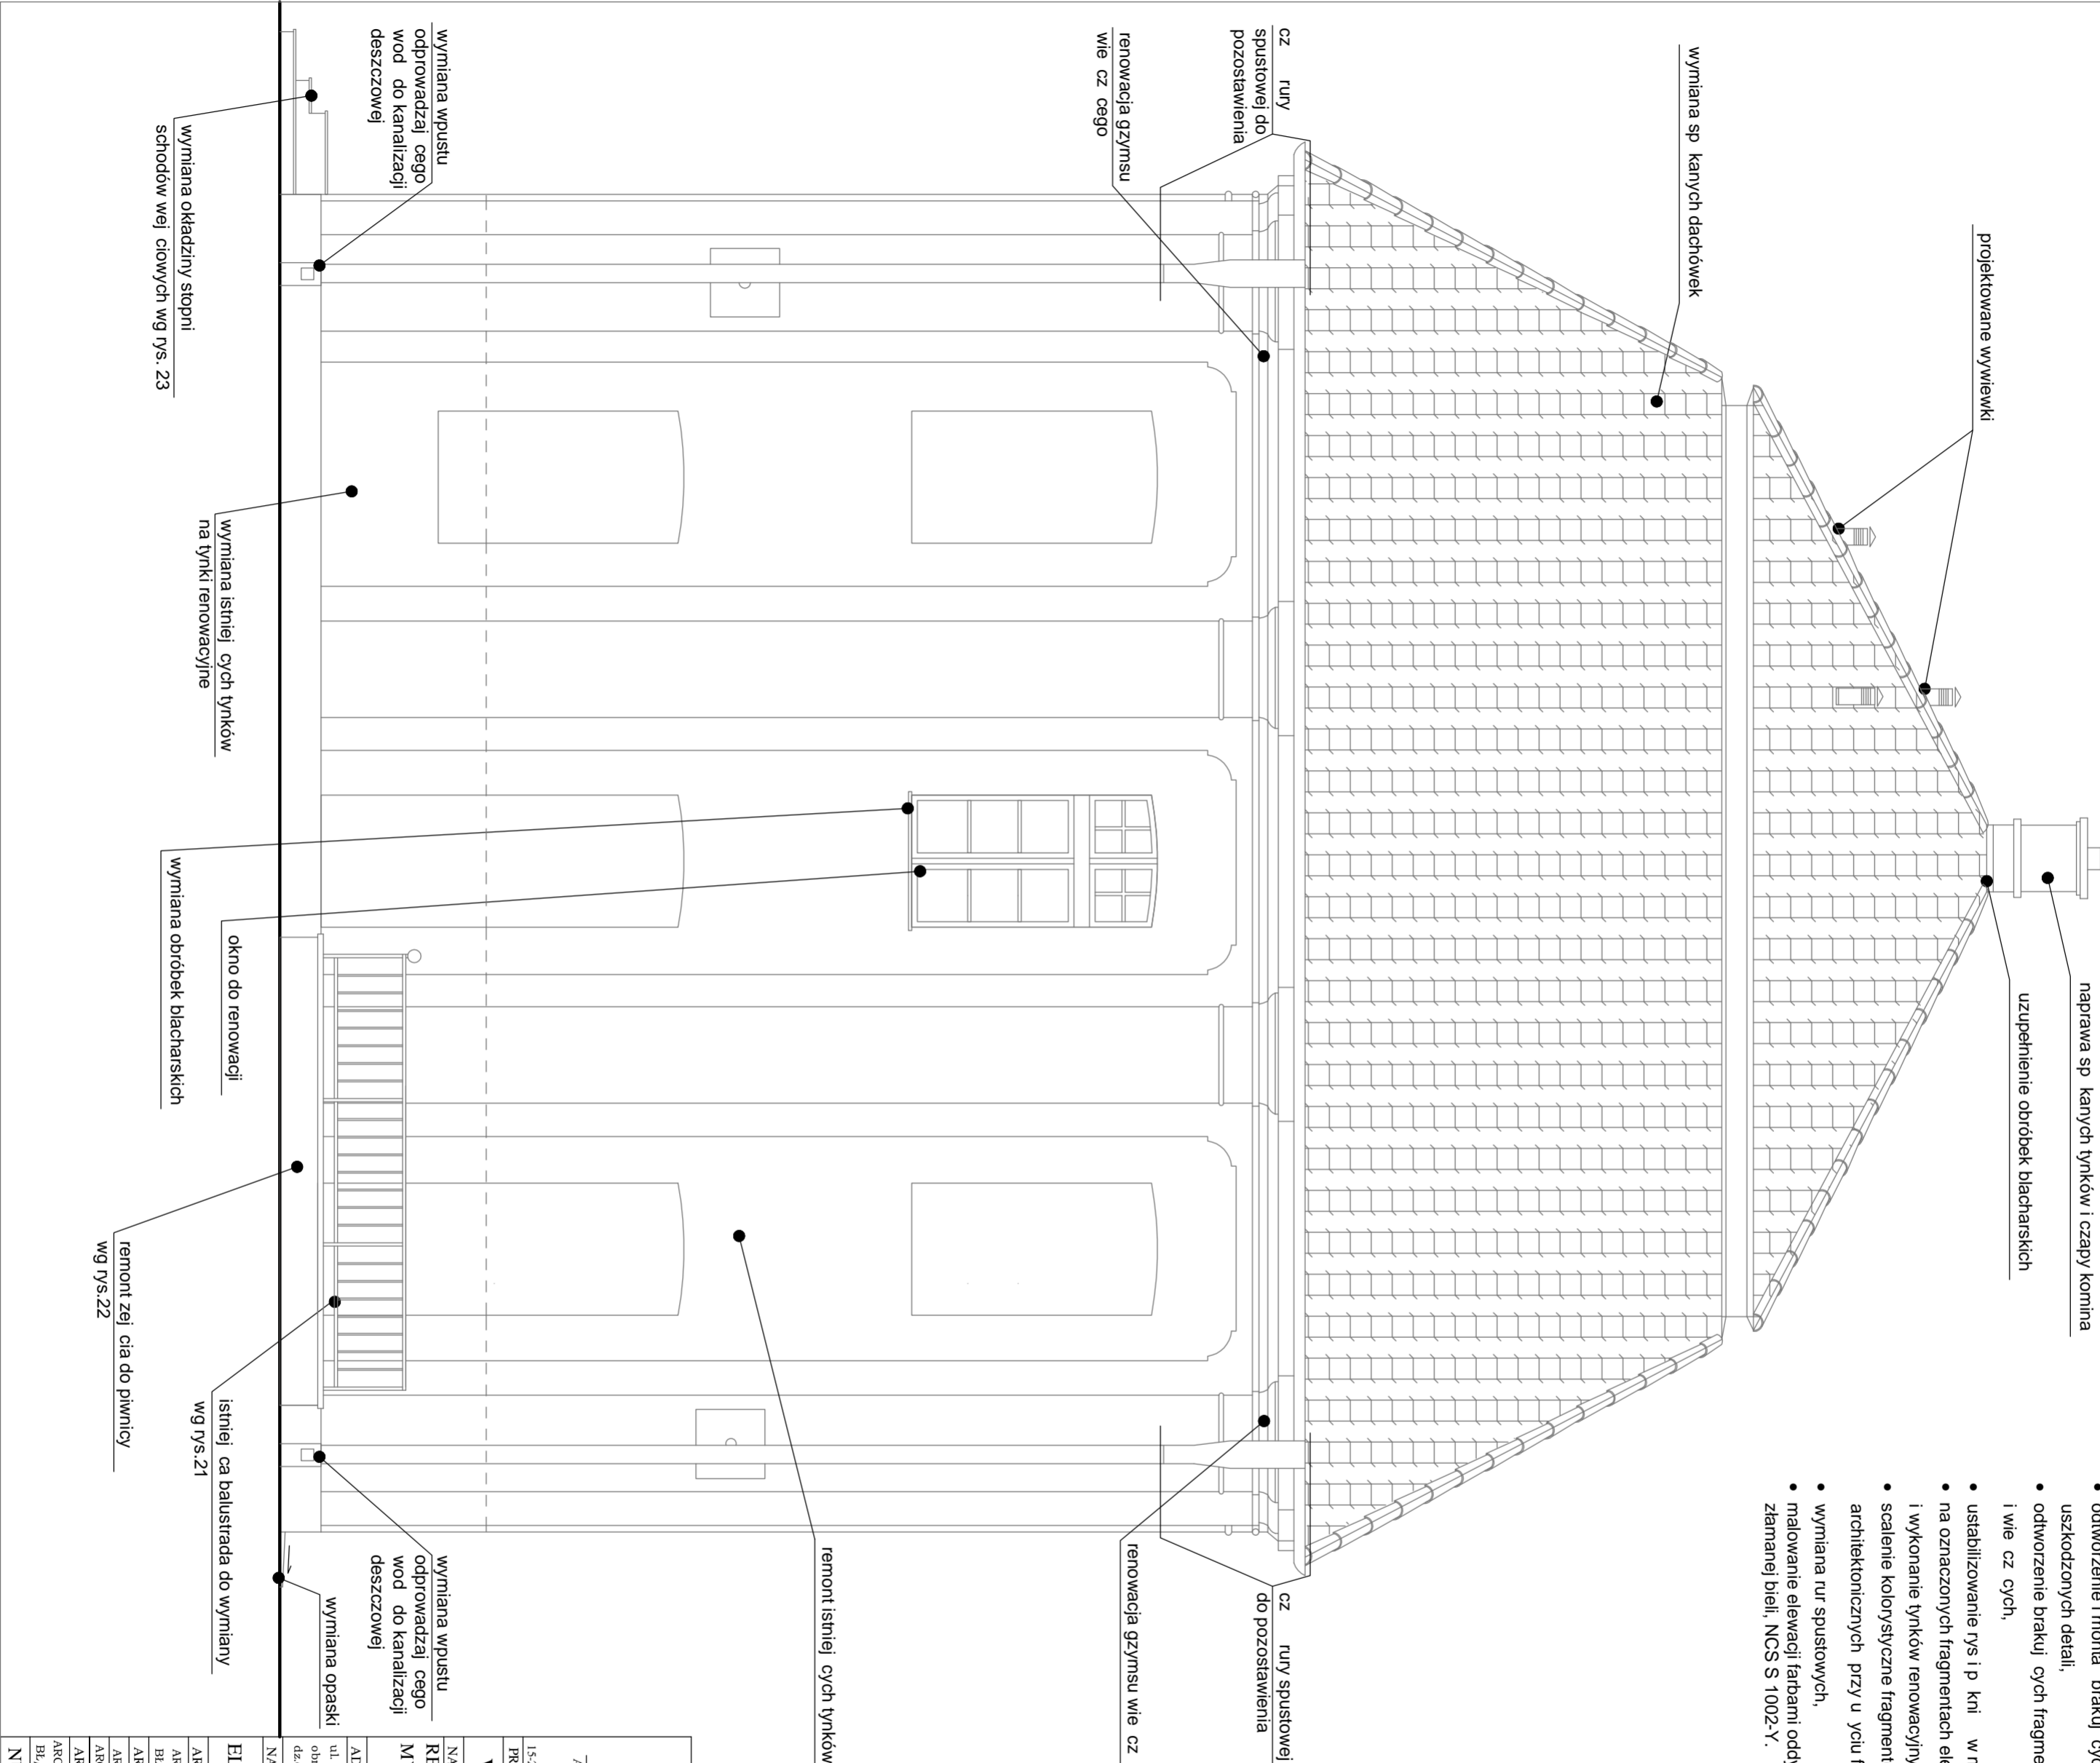 naprawa sp kanych tynków i czapy komina
uzupełnienie obróbek blacharskich
projektowane wywiewki
wymiana sp kanych dachówek
cz rury
spustowej do
pozostawienia
renowacja gzymsu
wie cz cego
wymiana wpustu
odprowadzaj cego
wod do kanalizacji
deszczowej
wymiana okładziny stopni
schodów wej ciowych wg rys. 23
wymiana istniej cych tynków
na tynki renowacyjne
wymiana obróbek blacharskich
okno do renowacji
remont zej cia do piwnicy
wg rys.22
istniej ca balustrada do wymiany
wg rys.21
wymiana opaski
wymiana wpustu
odprowadzaj cego
wod do kanalizacji
deszczowej
remont istniej cych tynków
renowacja gzymsu wie cz
cz rury spustowej
do pozostawienia
uszkodzonych detali,
• odtworzenie brakuj cych fragme
i wie cz cych,
• ustabilizowanie rys i p kni wr
• na oznaczonych fragmentach ele
i wykonanie tynków renowacyjny
• scalenie kolorystyczne fragment
architektonicznych przy u yciu f
• wymiana rur spustowych,
• malowanie elewacji farbami oddy
złamanej bieli, NCS S 1002-Y.
ul.